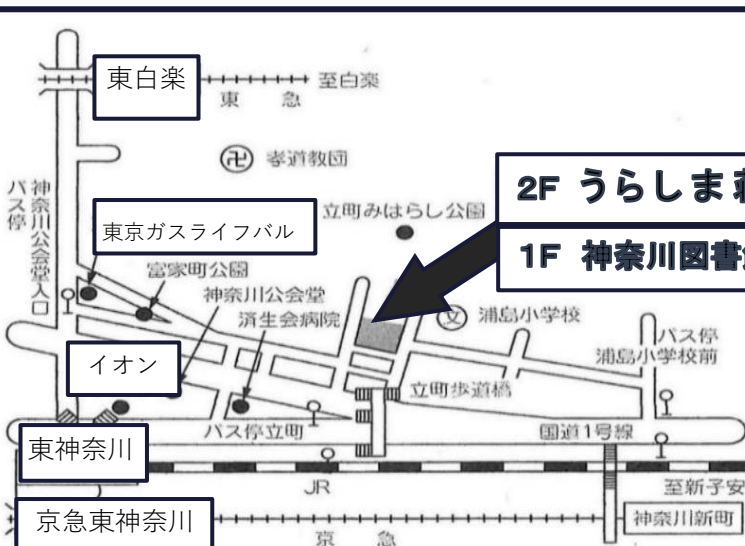 東白楽
至白楽
東急
卍 孝道教団
神奈川公会堂入口
バス停
立町みはらし公園
2F うらしま荘
1F 神奈川図書館
東京ガスライフバル
富家町公園
神奈川公会堂
済生会病院
文 浦島小学校
バス停
浦島小学校前
イオン
立町歩道橋
バス停立町
国道1号線
東神奈川
JR
至新子安
京急東神奈川
京急
神奈川新町